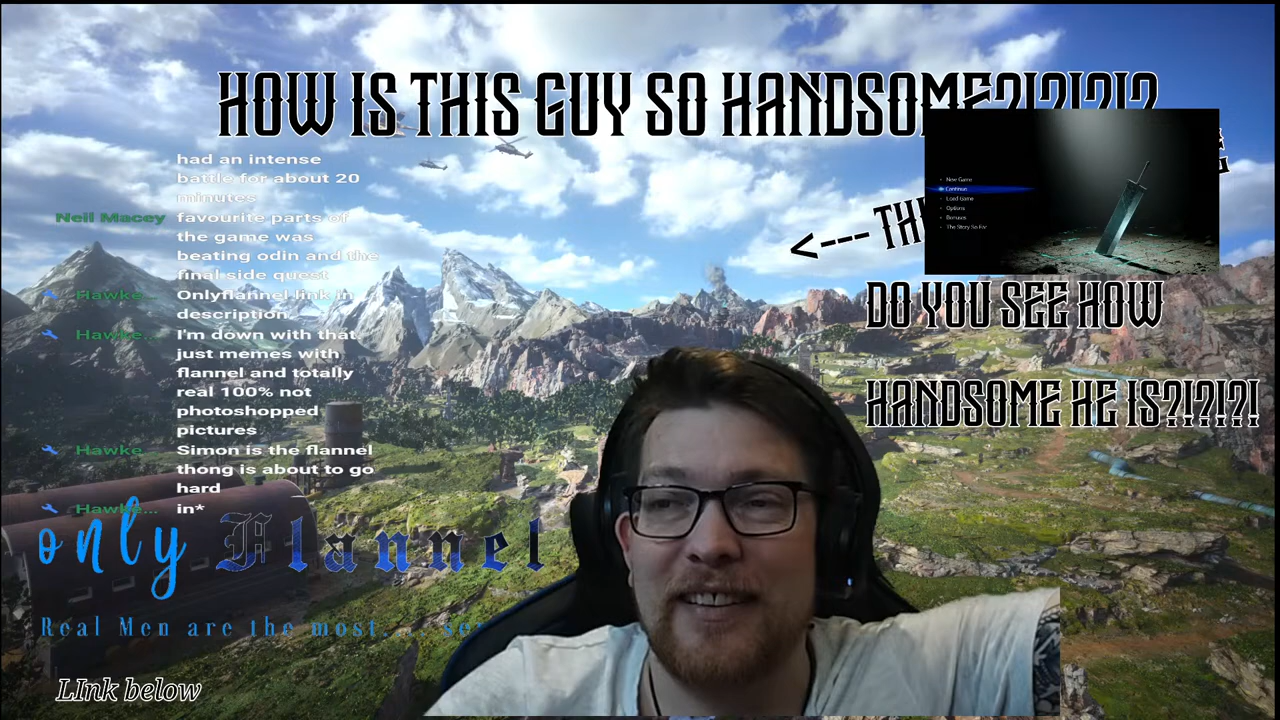 HOW IS THIS GUY SO HANDSOME?!?!?!?
had an intense
battle for about 20
minutes
Neil Macey favourite parts of
the game was
beating odin and the
final side quest
Hawke... Onlyflannel link in
description
Hawke... I'm down with that.
just memes with
flannel and totally
real 100% not
photoshopped
pictures
Hawke... Simon is the flannel
thong is about to go
hard
Hawke... in*
<--- TH
New Game
Continue
Load Game
Options
Bonuses
The Story So Far
DO YOU SEE HOW
HANDSOME HE IS?!?!?!
only Flannel
Real Men are the most. . . se
LInk below